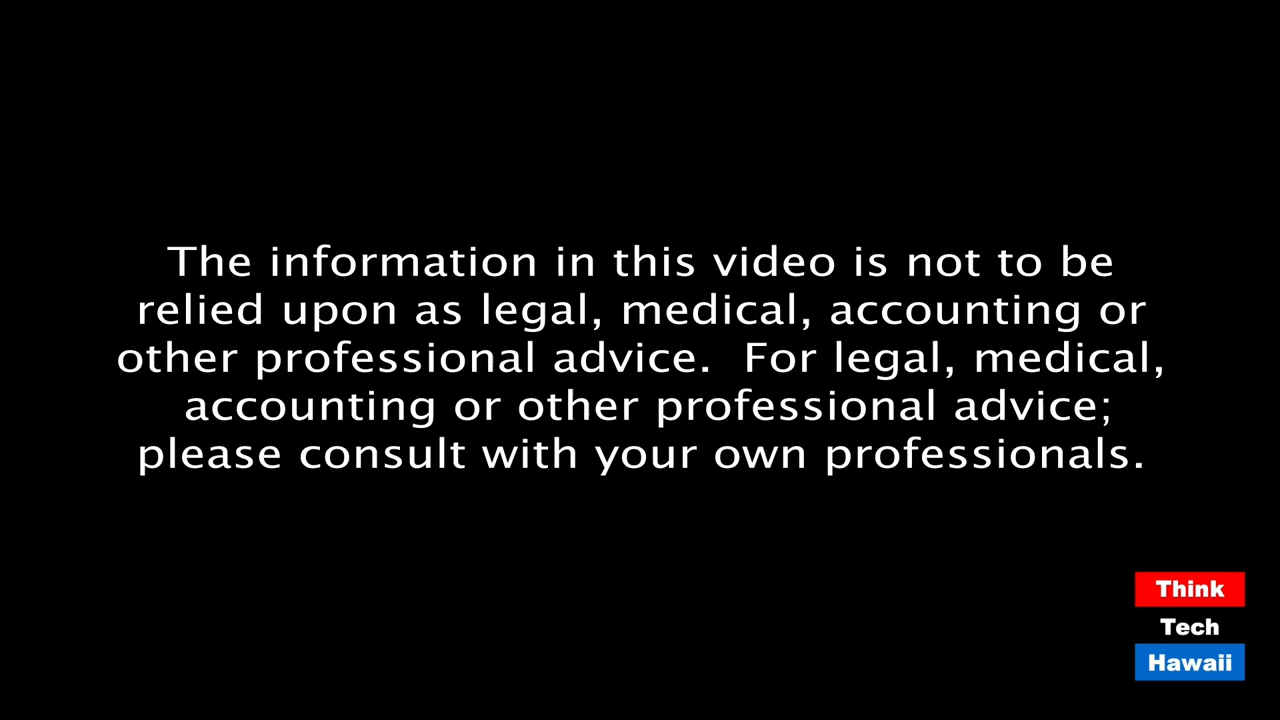 The information in this video is not to be
relied upon as legal, medical, accounting or
other professional advice.  For legal, medical,
accounting or other professional advice;
please consult with your own professionals.
Think
Tech
Hawaii